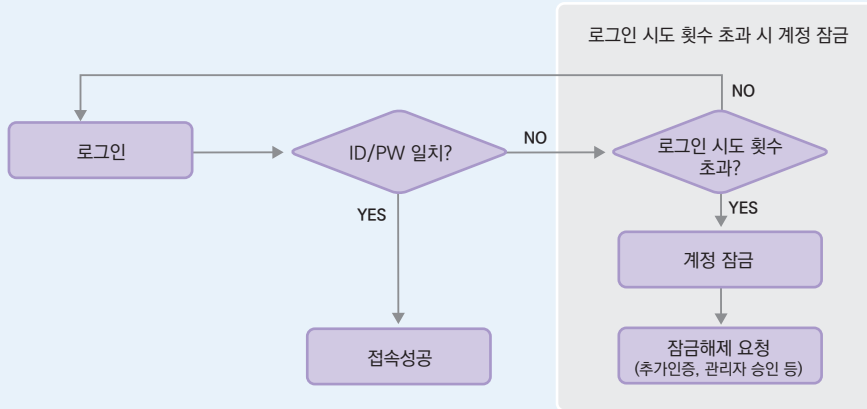 로그인 시도 횟수 초과 시 계정 잠금
NO
로그인
ID/PW 일치?
NO
로그인 시도 횟수
초과?
YES
YES
계정 잠금
접속성공
잠금해제 요청
(추가인증, 관리자 승인 등)